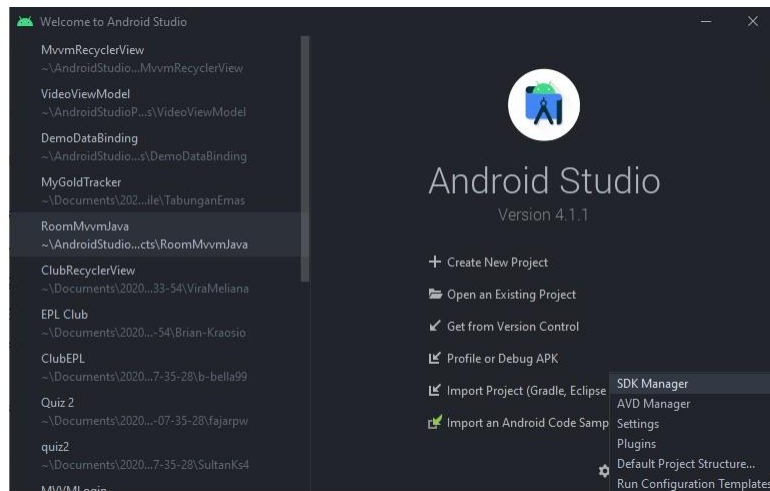 Welcome to Android Studio
MvvmRecyclerView
~\AndroidStudio...MvvmRecyclerView
VideoViewModel
~\AndroidStudioP...s\VideoViewModel
DemoDataBinding
~\AndroidStudio...s\DemoDataBinding
MyGoldTracker
~\Documents\202...ile\TabunganEmas
RoomMvvmJava
~\AndroidStudio...cts\RoomMvvmJava
ClubRecyclerView
~\Documents\2020...33-54\ViraMeliana
EPL Club
~\Documents\2020...-54\Brian-Kraosio
ClubEPL
~\Documents\2020...7-35-28\b-bella99
Quiz 2
~\Documents\2020...-07-35-28\fajarpw
quiz2
~\Documents\2020...7-35-28\SultanKs4
MVVMLogin
Android Studio
Version 4.1.1
Create New Project
Open an Existing Project
Get from Version Control
Profile or Debug APK
Import Project (Gradle, Eclipse
Import an Android Code Samp
SDK Manager
AVD Manager
Settings
Plugins
Default Project Structure...
Run Configuration Templates